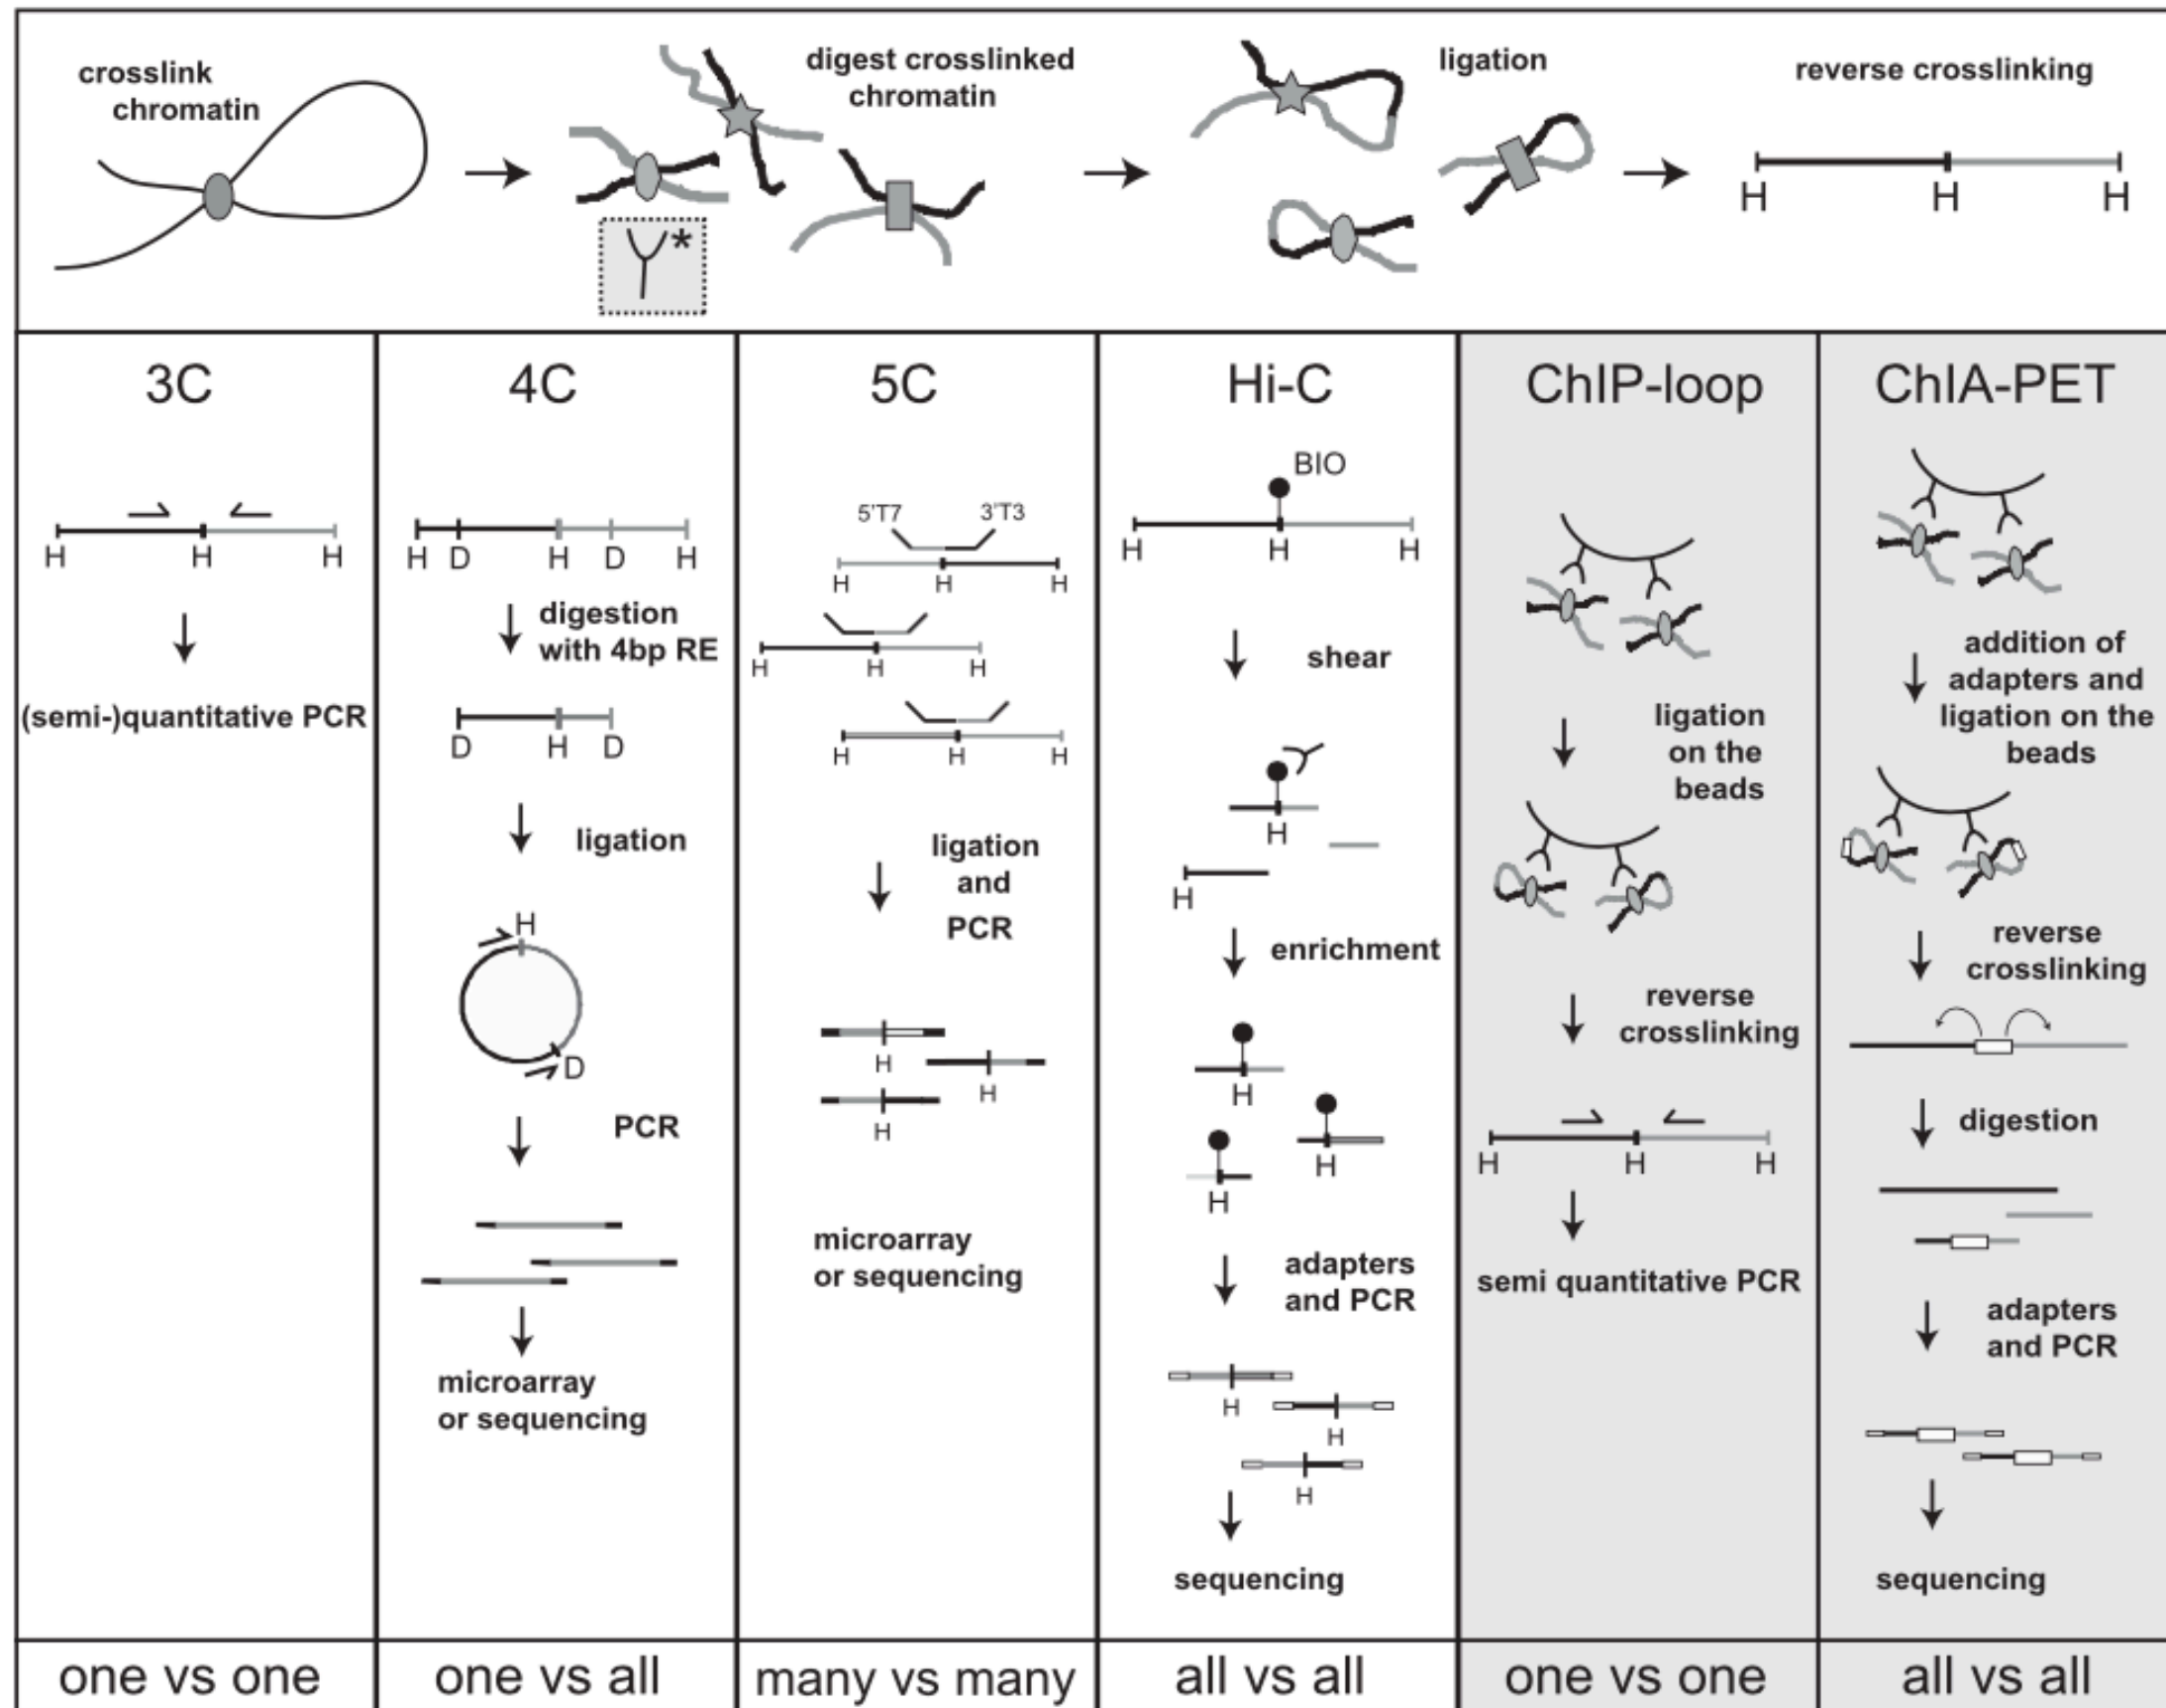 crosslink
chromatin
digest crosslinked
chromatin
ligation
reverse crosslinking
H H H
*
3C
H H H
(semi-)quantitative PCR
one vs one
4C
H D H D H
digestion
with 4bp RE
D H D
ligation
H
D
PCR
microarray
or sequencing
one vs all
5C
5'T7 3'T3
H H H
H H H
H H H
ligation
and
PCR
H
H
H
microarray
or sequencing
many vs many
Hi-C
BIO
H H H
shear
H
H
enrichment
H
H
H
adapters
and PCR
H
H
H
sequencing
all vs all
ChIP-loop
ligation
on the
beads
reverse
crosslinking
H H H
semi quantitative PCR
one vs one
ChIA-PET
addition of
adapters and
ligation on the
beads
reverse
crosslinking
digestion
adapters
and PCR
sequencing
all vs all